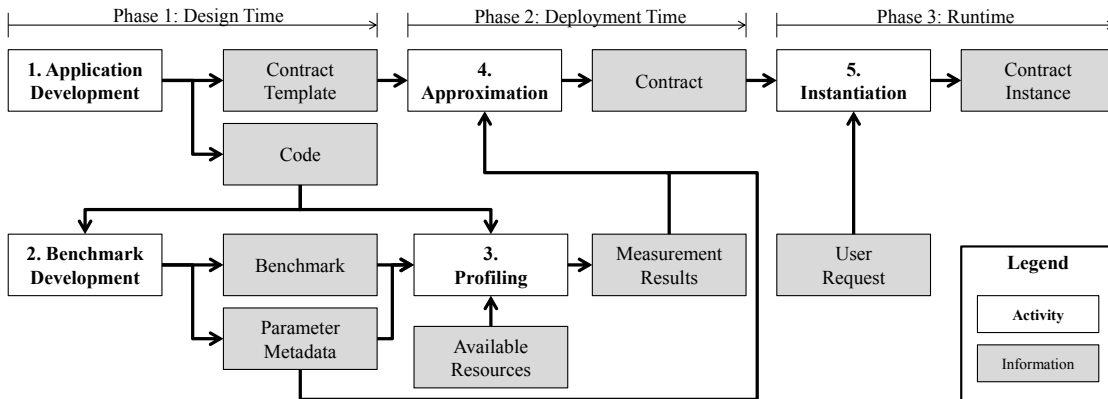 Phase 1: Design Time
Phase 2: Deployment Time
Phase 3: Runtime
1. Application
Development
Contract
Template
4.
Approximation
Contract
5.
Instantiation
Contract
Instance
Code
2. Benchmark
Development
Benchmark
3.
Profiling
Measurement
Results
User
Request
Parameter
Metadata
Available
Resources
Legend
Activity
Information